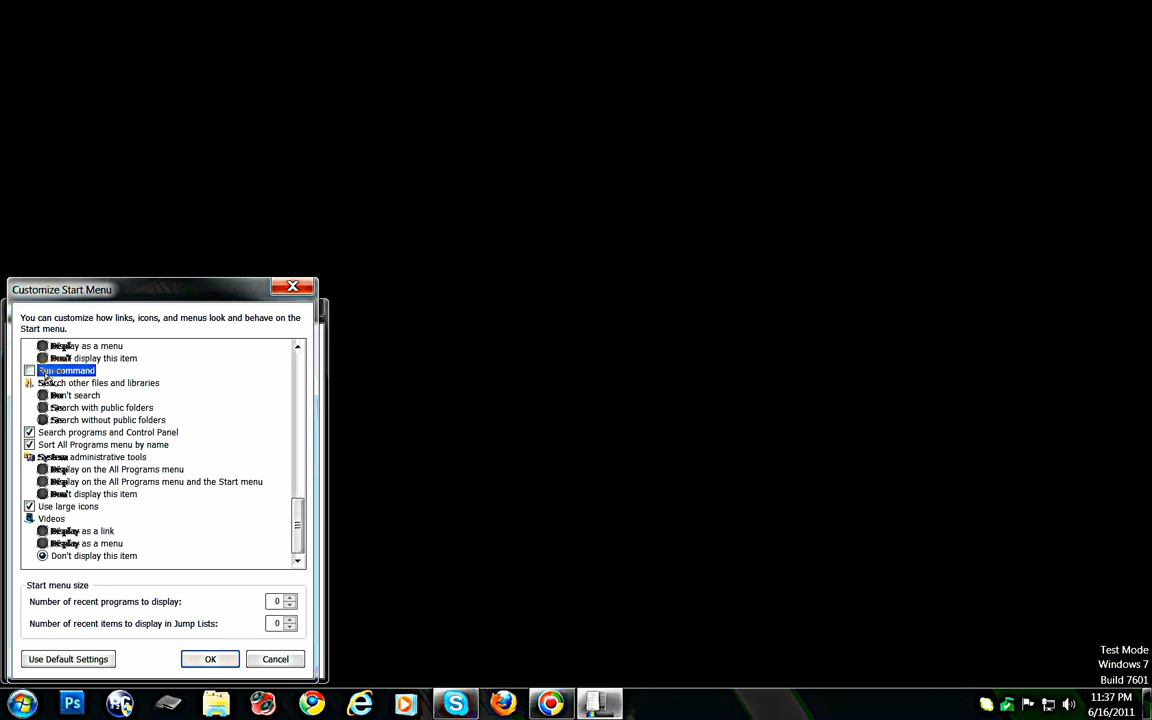 Customize Start Menu
You can customize how links, icons, and menus look and behave on the
Start menu.
Display as a menu
Don't display this item
Run command
Search other files and libraries
Don't search
Search with public folders
Search without public folders
Search programs and Control Panel
Sort All Programs menu by name
System administrative tools
Display on the All Programs menu
Display on the All Programs menu and the Start menu
Don't display this item
Use large icons
Videos
Display as a link
Display as a menu
Don't display this item
Start menu size
Number of recent programs to display: 0
Number of recent items to display in Jump Lists: 0
Use Default Settings OK Cancel
Test Mode
Windows 7
Build 7601
Ps
11:37 PM
6/16/2011